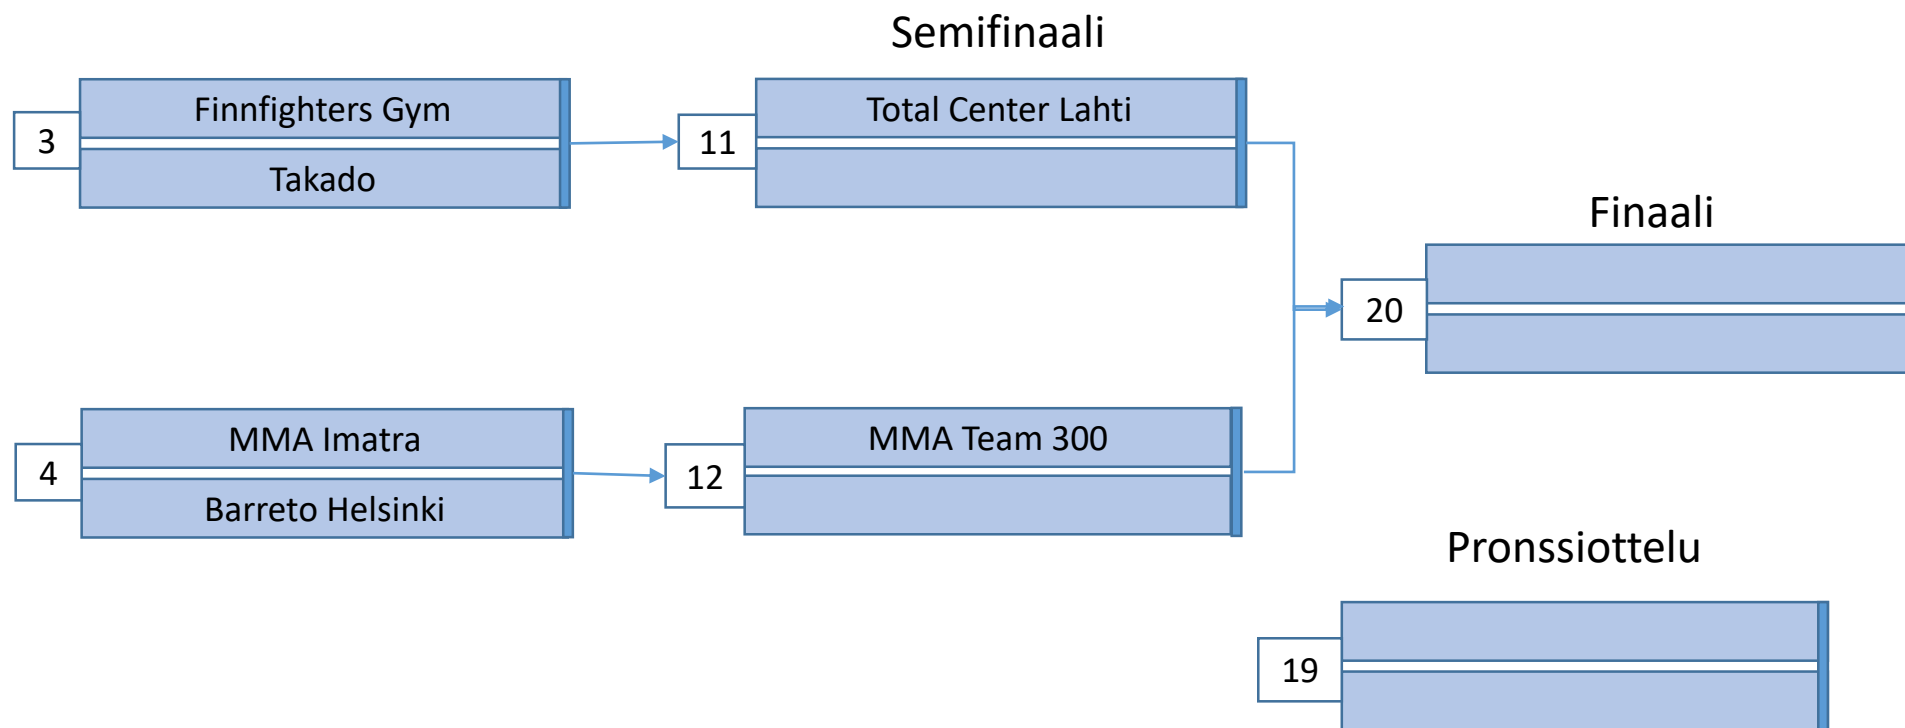 Semifinaali
3
Finnfighters Gym
Takado
11
Total Center Lahti
Finaali
20
4
MMA Imatra
Barreto Helsinki
12
MMA Team 300
Pronssiottelu
19